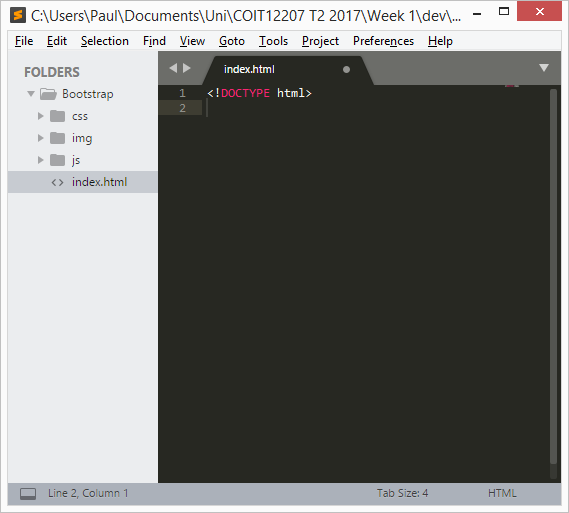 C:\Users\Paul\Documents\Uni\COIT12207 T2 2017\Week 1\dev\...
File Edit Selection Find View Goto Tools Project Preferences Help
FOLDERS
Bootstrap
css
img
js
index.html
index.html
1 <!DOCTYPE html>
2
Line 2, Column 1 Tab Size: 4 HTML